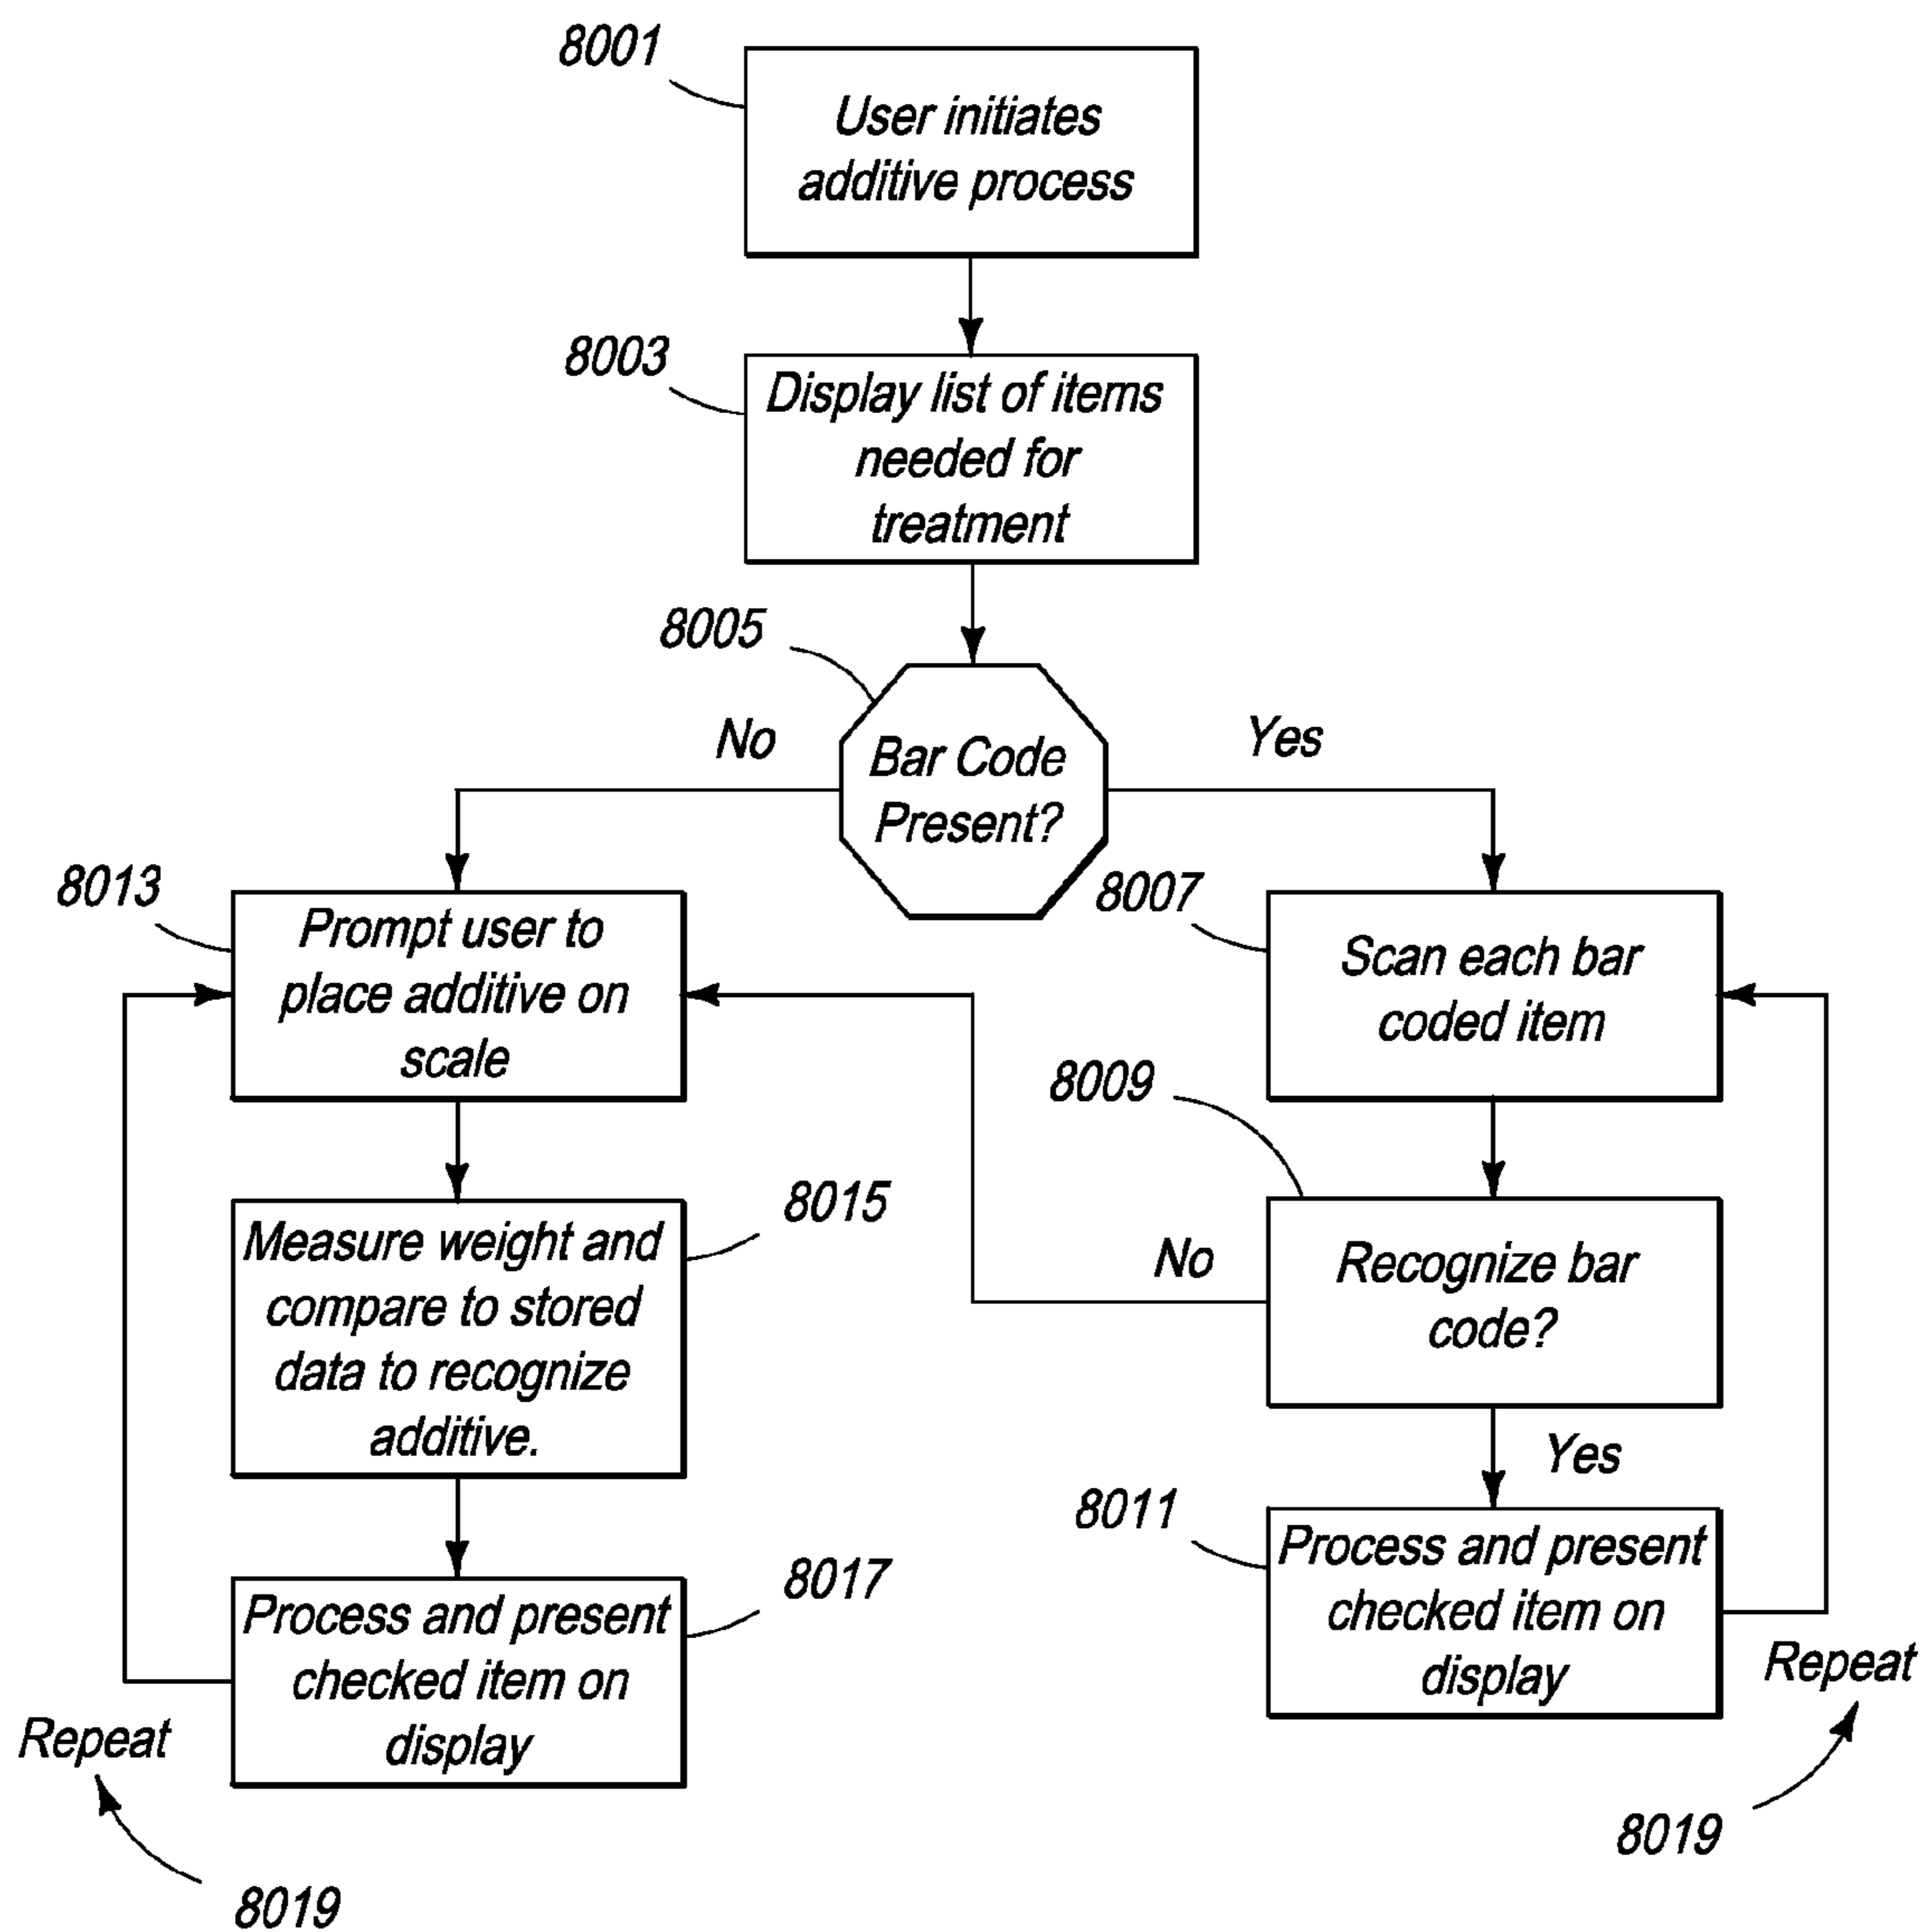 8001
User initiates
additive process
8003
Display list of items
needed for
treatment
8005
Bar Code
Present?
No
Yes
8013
Prompt user to
place additive on
scale
8007
Scan each bar
coded item
8009
Recognize bar
code?
No
Yes
8015
Measure weight and
compare to stored
data to recognize
additive.
8011
Process and present
checked item on
display
Repeat
8019
8017
Process and present
checked item on
display
Repeat
8019